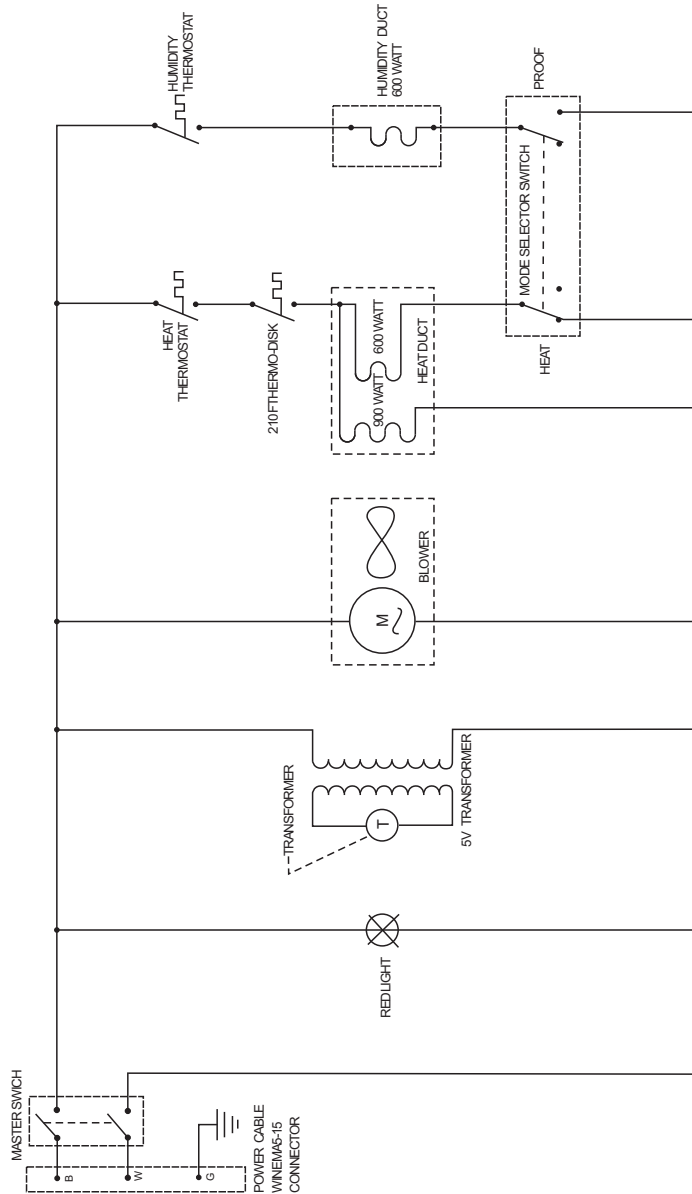 MASTER SWICH
B
W
G
POWER CABLE
W/NEMA5-15
CONNECTOR
RED LIGHT
TRANSFORMER
T
5V TRANSFORMER
M
BLOWER
HEAT
THERMOSTAT
210FTHERMO-DISK
900 WATT
600 WATT
HEAT DUCT
HUMIDITY
THERMOSTAT
HUMIDITY DUCT
600 WATT
HEAT
MODE SELECTOR SWITCH
PROOF